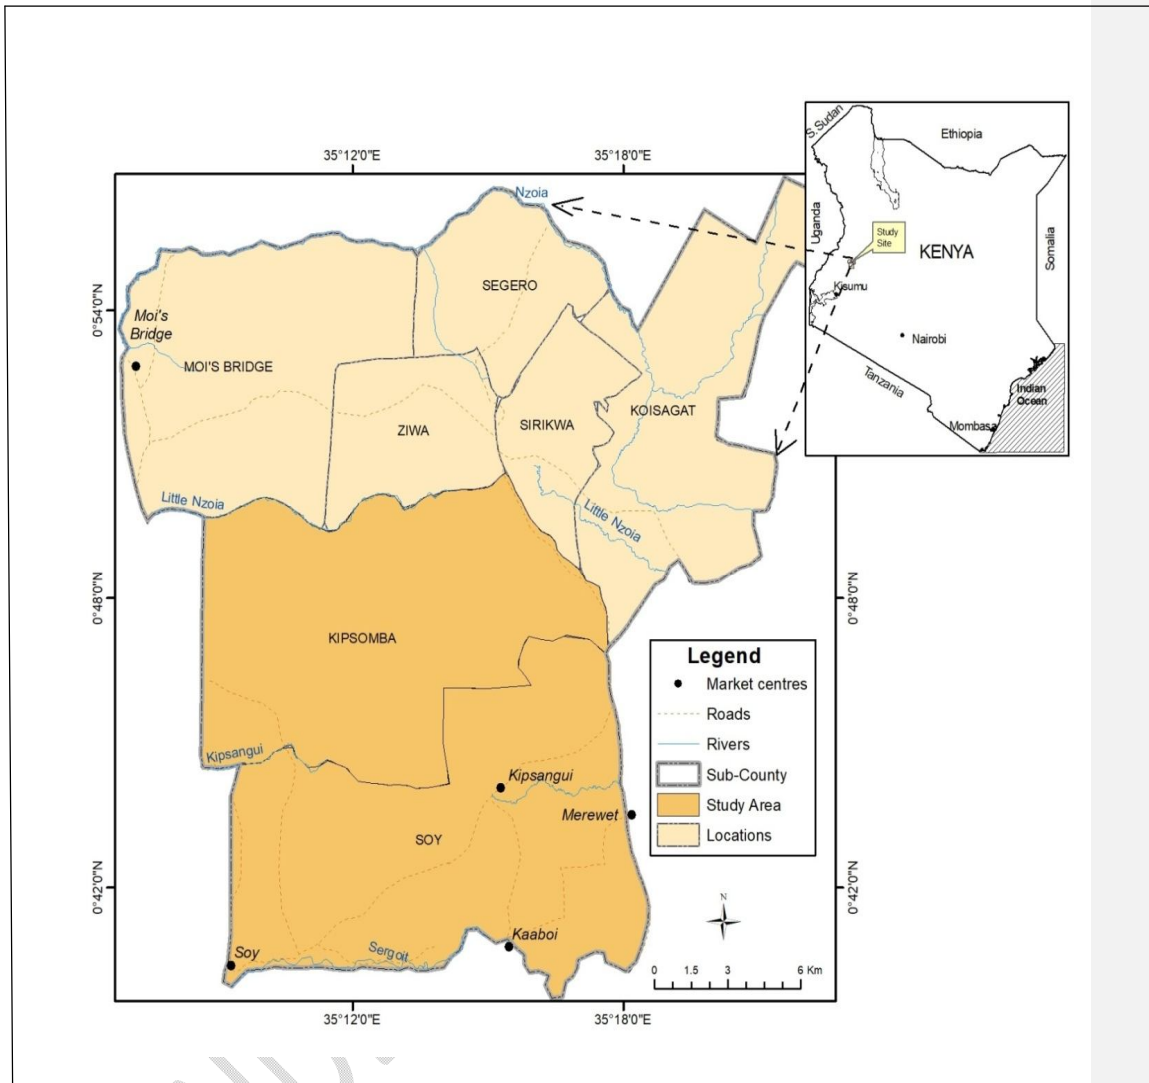 S. Sudan
Ethiopia
Uganda
Study
Site
KENYA
Somalia
Kisumu
Nairobi
Tanzania
Indian
Ocean
Mombasa
35°12'0"E
35°18'0"E
Nzoia
SEGERO
0°54'0"N
Moi's
Bridge
MOI'S BRIDGE
KOISAGAT
SIRIKWA
ZIWA
Little Nzoia
Little Nzoia
0°48'0"N
0°48'0"N
KIPSOMBA
Legend
Market centres
Roads
Rivers
Sub-County
Study Area
Locations
Kipsangui
Kipsangui
Merewet
SOY
0°42'0"N
0°42'0"N
N
Kaaboi
Sergoit
Soy
0 1.5 3 6 Km
35°12'0"E
35°18'0"E